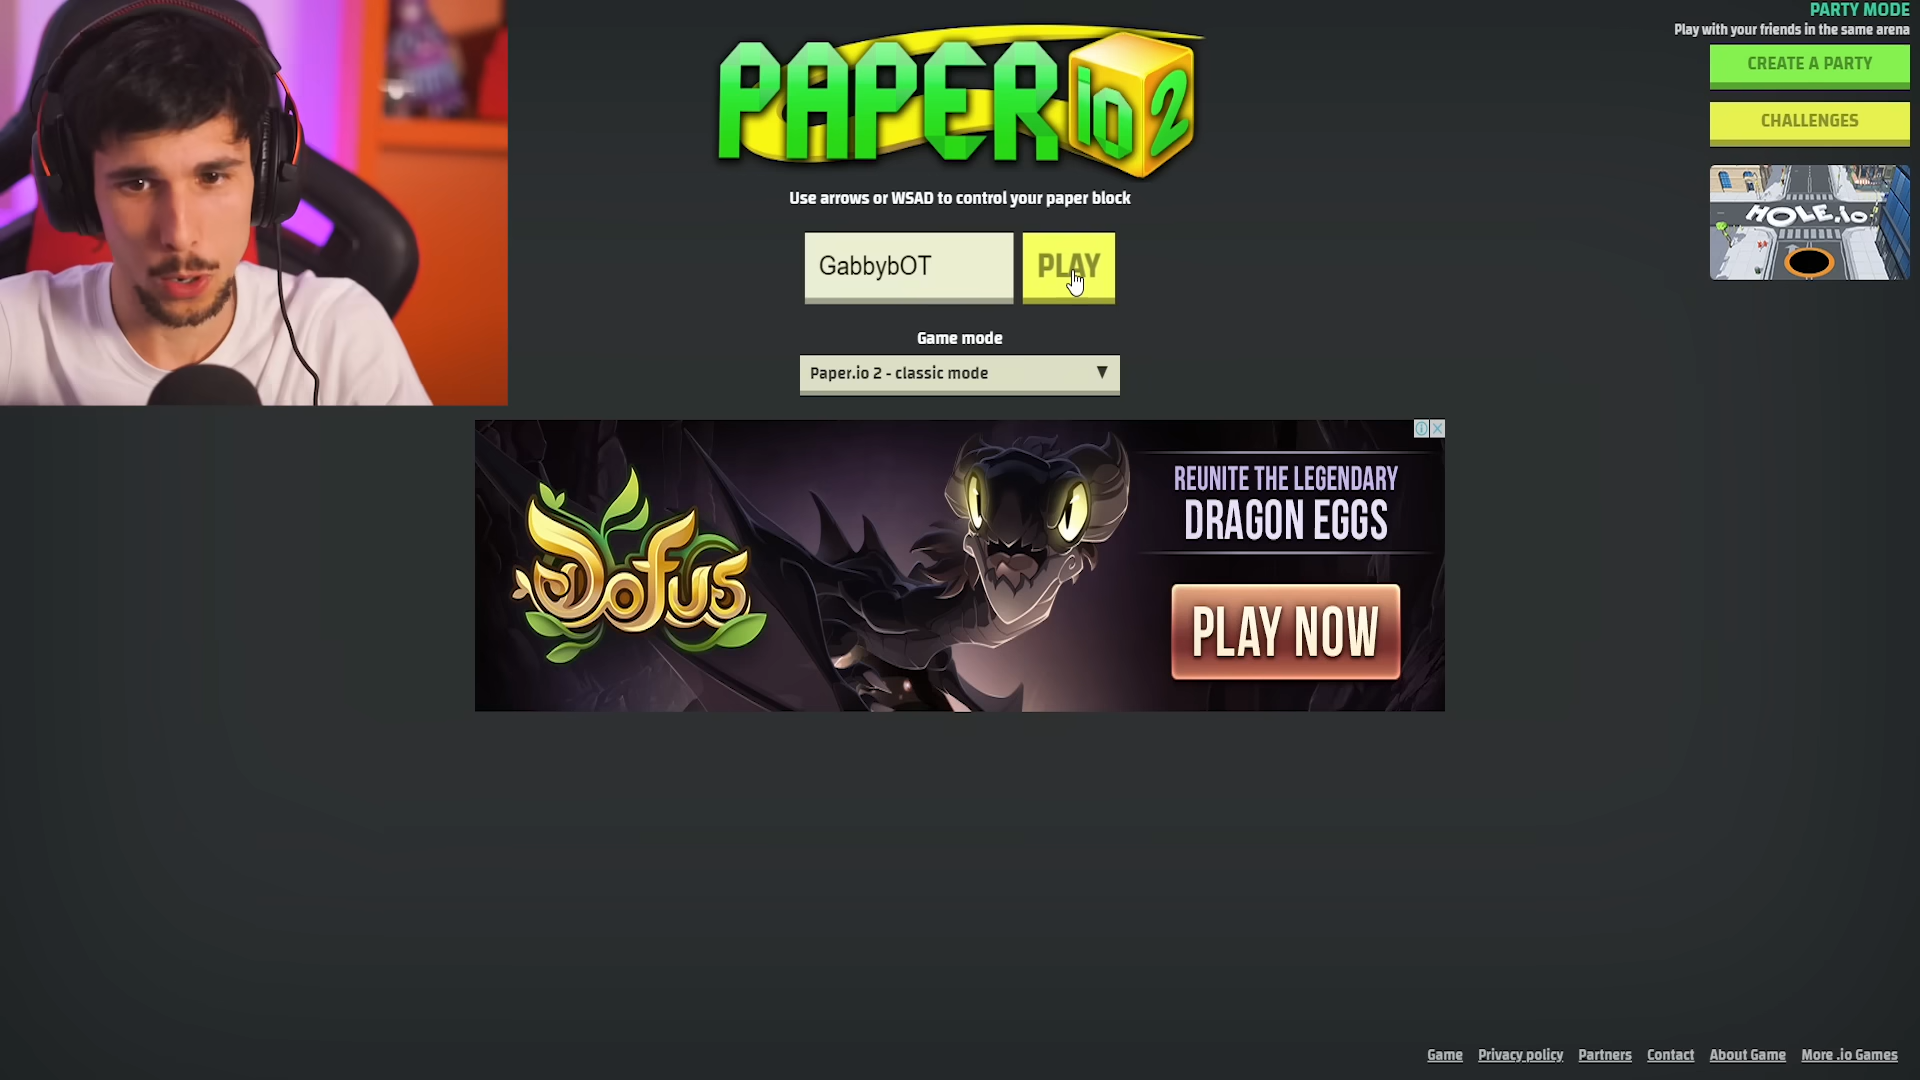 PAPER io 2
Use arrows or WSAD to control your paper block
GabbybOT
PLAY
Game mode
Paper.io 2 - classic mode
PARTY MODE
Play with your friends in the same arena
CREATE A PARTY
CHALLENGES
HOLE.io
DOFUS
REUNITE THE LEGENDARY
DRAGON EGGS
PLAY NOW
Game Privacy policy Partners Contact About Game More .io Games